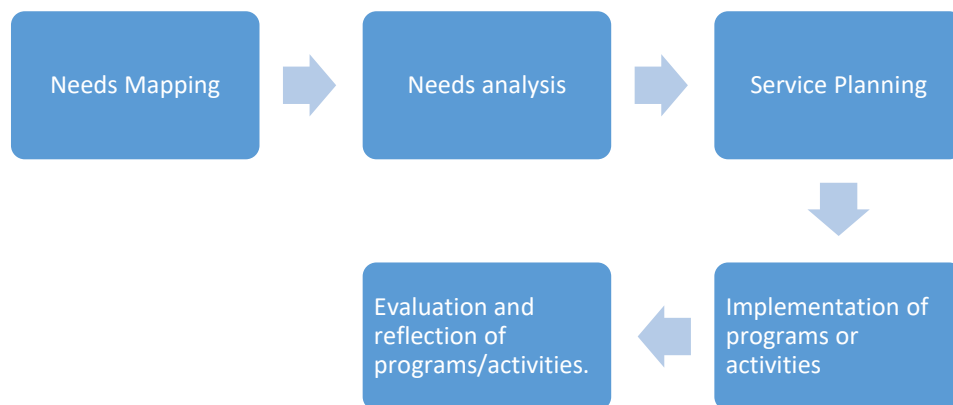 Needs Mapping
Needs analysis
Service Planning
Implementation of
programs or
activities
Evaluation and
reflection of
programs/activities.